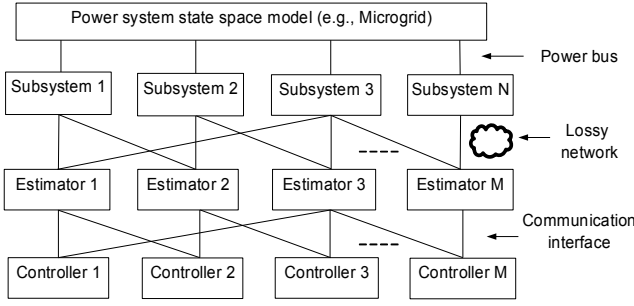 Power system state space model (e.g., Microgrid)
Power bus
Subsystem 1
Subsystem 2
Subsystem 3
Subsystem N
Lossy
network
Estimator 1
Estimator 2
Estimator 3
Estimator M
Communication
interface
Controller 1
Controller 2
Controller 3
Controller M